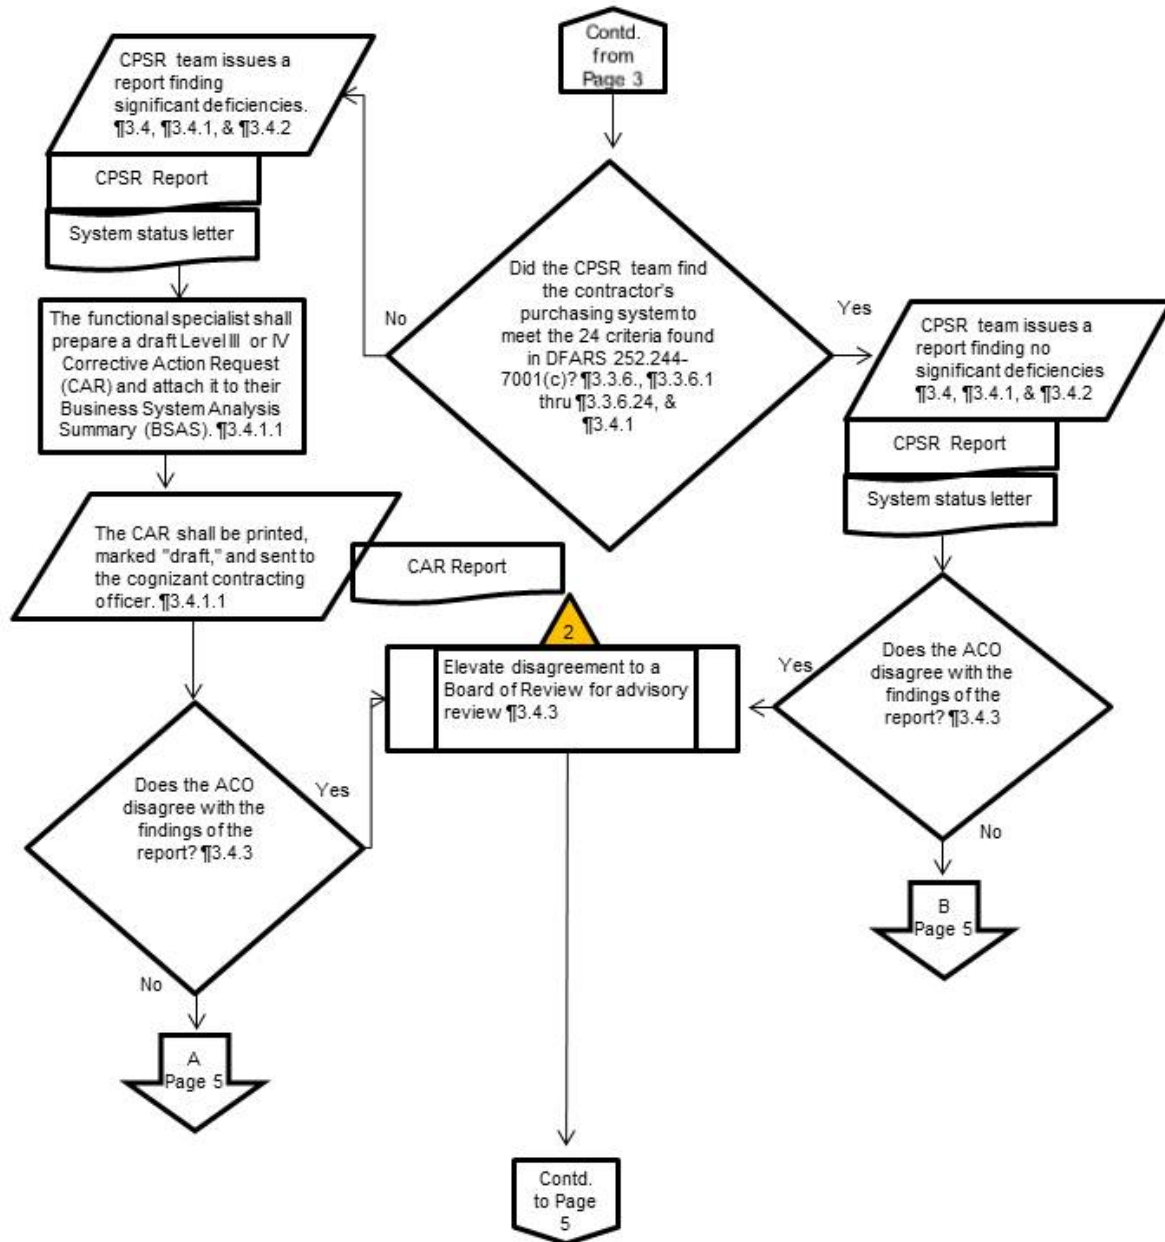 Contd.
from
Page 3
CPSR team issues a
report finding
significant deficiencies.
¶3.4, ¶3.4.1, & ¶3.4.2
CPSR Report
System status letter
Did the CPSR team find
the contractor's
purchasing system to
meet the 24 criteria found
in DFARS 252.244-
7001(c)? ¶3.3.6., ¶3.3.6.1
thru ¶3.3.6.24, &
¶3.4.1
No
Yes
CPSR team issues a
report finding no
significant deficiencies
¶3.4, ¶3.4.1, & ¶3.4.2
CPSR Report
System status letter
The functional specialist shall
prepare a draft Level III or IV
Corrective Action Request
(CAR) and attach it to their
Business System Analysis
Summary (BSAS). ¶3.4.1.1
The CAR shall be printed,
marked "draft," and sent to
the cognizant contracting
officer. ¶3.4.1.1
CAR Report
2
Elevate disagreement to a
Board of Review for advisory
review ¶3.4.3
Yes
Does the ACO
disagree with the
findings of the
report? ¶3.4.3
No
B
Page 5
Does the ACO
disagree with the
findings of the
report? ¶3.4.3
Yes
No
A
Page 5
Contd.
to Page
5